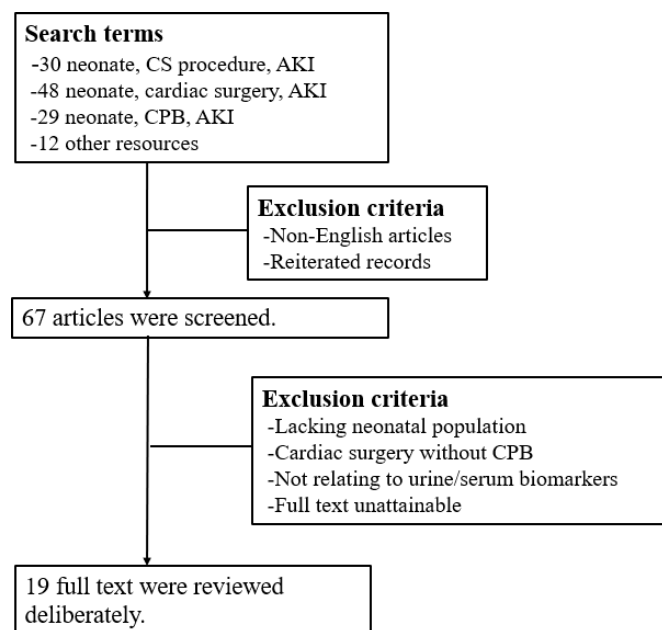 Search terms
-30 neonate, CS procedure, AKI
-48 neonate, cardiac surgery, AKI
-29 neonate, CPB, AKI
-12 other resources
Exclusion criteria
-Non-English articles
-Reiterated records
67 articles were screened.
Exclusion criteria
-Lacking neonatal population
-Cardiac surgery without CPB
-Not relating to urine/serum biomarkers
-Full text unattainable
19 full text were reviewed
deliberately.